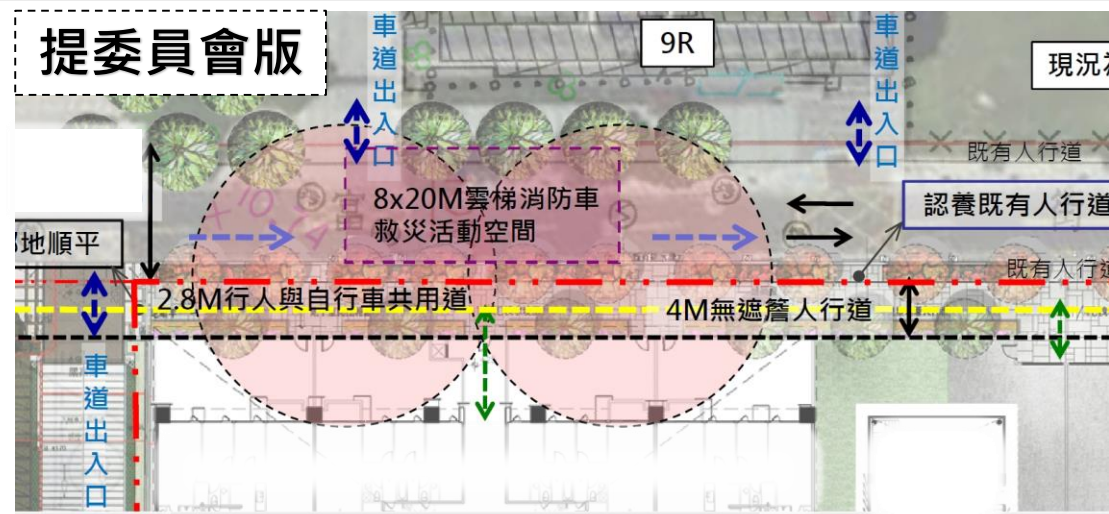 提委員會版
車道出入口
9R
車道出入口
現況
既有人行道
8x20M雲梯消防車
救災活動空間
認養既有人行道
地順平
既有人行
2.8M行人與自行車共用道
4M無遮簷人行道
車道出入口